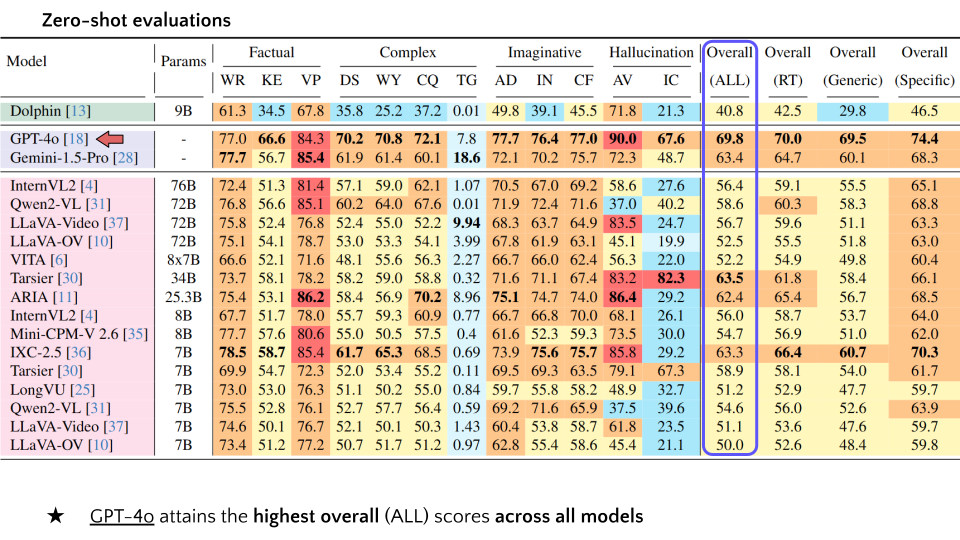 Zero-shot evaluations
Model Params Factual Complex Imaginative Hallucination Overall Overall Overall Overall
WR KE VP DS WY CQ TG AD IN CF AV IC (ALL) (RT) (Generic) (Specific)
Dolphin [13] 9B 61.3 34.5 67.8 35.8 25.2 37.2 0.01 49.8 39.1 45.5 71.8 21.3 40.8 42.5 29.8 46.5
GPT-4o [18] - 77.0 66.6 84.3 70.2 70.8 72.1 7.8 77.7 76.4 77.0 90.0 67.6 69.8 70.0 69.5 74.4
Gemini-1.5-Pro [28] - 77.7 56.7 85.4 61.9 61.4 60.1 18.6 72.1 70.2 75.7 72.3 48.7 63.4 64.7 60.1 68.3
InternVL2 [4] 76B 72.4 51.3 81.4 57.1 59.0 62.1 1.07 70.5 67.0 69.2 58.6 27.6 56.4 59.1 55.5 65.1
Qwen2-VL [31] 72B 76.8 56.6 85.1 60.2 64.0 67.6 0.01 71.9 72.4 71.6 37.0 40.2 58.6 60.3 58.3 68.8
LLaVA-Video [37] 72B 75.8 52.4 76.8 52.4 55.0 52.2 9.94 68.3 63.7 64.9 83.5 24.7 56.7 59.6 51.1 63.3
LLaVA-OV [10] 72B 75.1 54.1 78.7 53.0 53.3 54.1 3.99 67.8 61.9 63.1 45.1 19.9 52.5 55.5 51.8 63.0
VITA [6] 8x7B 66.6 52.1 71.6 48.1 55.6 56.3 2.27 66.7 66.0 62.4 56.3 22.0 52.2 54.9 49.8 60.4
Tarsier [30] 34B 73.7 58.1 78.2 58.2 59.0 58.8 0.32 71.6 71.1 67.4 83.2 82.3 63.5 61.8 58.4 66.1
ARIA [11] 25.3B 75.4 53.1 86.2 58.4 56.9 70.2 8.96 75.1 74.7 74.0 86.4 29.2 62.4 65.4 56.7 68.5
InternVL2 [4] 8B 67.7 51.7 78.0 55.7 59.3 60.9 0.77 66.7 66.8 70.0 68.1 26.1 56.0 58.7 53.7 64.0
Mini-CPM-V 2.6 [35] 8B 77.7 57.6 80.6 55.0 50.5 57.5 0.4 61.6 52.3 59.3 73.5 30.0 54.7 56.9 51.0 62.0
IXC-2.5 [36] 7B 78.5 58.7 85.4 61.7 65.3 68.5 0.69 73.9 75.6 75.7 85.8 29.2 63.3 66.4 60.7 70.3
Tarsier [30] 7B 69.9 54.7 72.3 52.0 53.4 55.2 0.11 69.5 69.3 63.5 79.1 67.3 58.9 58.1 54.0 61.7
LongVU [25] 7B 73.0 53.0 76.3 51.1 50.2 55.0 0.84 59.7 55.8 58.2 48.9 32.7 51.2 52.9 47.7 59.7
Qwen2-VL [31] 7B 75.5 52.8 76.1 52.7 57.7 56.4 0.59 69.2 71.6 65.9 37.5 39.6 54.6 56.0 52.6 63.9
LLaVA-Video [37] 7B 74.6 50.1 76.7 52.1 50.1 50.3 1.43 60.4 53.8 58.7 61.8 23.5 51.1 53.6 47.6 59.7
LLaVA-OV [10] 7B 73.4 51.2 77.2 50.7 51.7 51.2 0.97 62.8 55.4 58.6 45.4 21.1 50.0 52.6 48.4 59.8
★ GPT-4o attains the highest overall (ALL) scores across all models